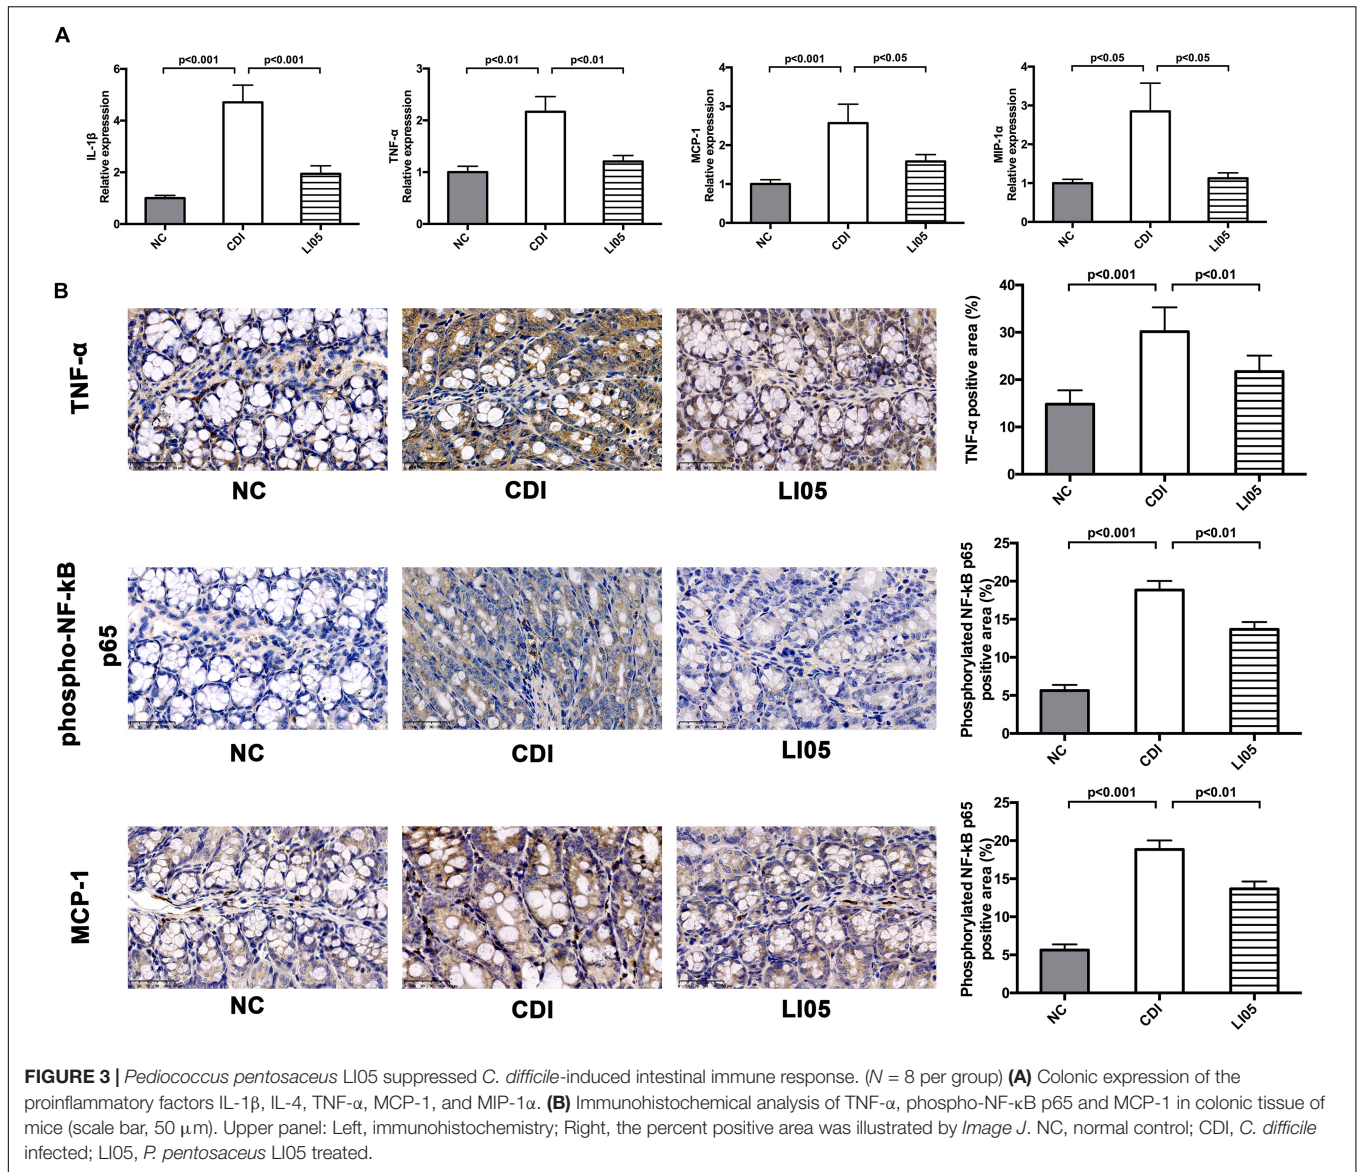 A
p<0.001 p<0.001
IL-1β
Relative expresssion
6
4
2
0
NC CDI LI05
p<0.01 p<0.01
TNF-α
Relative expresssion
3
2
1
0
NC CDI LI05
p<0.001 p<0.05
MCP-1
Relative expresssion
4
3
2
1
0
NC CDI LI05
p<0.05 p<0.05
MIP-1α
Relative expresssion
4
3
2
1
0
NC CDI LI05
B
TNF-α
NC CDI LI05
p<0.001 p<0.01
TNF-α positive area (%)
40
30
20
10
0
NC CDI LI05
phospho-NF-kB
p65
NC CDI LI05
p<0.001 p<0.01
Phosphorylated NF-kB p65
positive area (%)
25
20
15
10
5
0
NC CDI LI05
MCP-1
NC CDI LI05
p<0.001 p<0.01
Phosphorylated NF-kB p65
positive area (%)
25
20
15
10
5
0
NC CDI LI05
FIGURE 3 | Pediococcus pentosaceus LI05 suppressed C. difficile-induced intestinal immune response. (N = 8 per group) (A) Colonic expression of the
proinflammatory factors IL-1β, IL-4, TNF-α, MCP-1, and MIP-1α. (B) Immunohistochemical analysis of TNF-α, phospho-NF-κB p65 and MCP-1 in colonic tissue of
mice (scale bar, 50 μm). Upper panel: Left, immunohistochemistry; Right, the percent positive area was illustrated by Image J. NC, normal control; CDI, C. difficile
infected; LI05, P. pentosaceus LI05 treated.